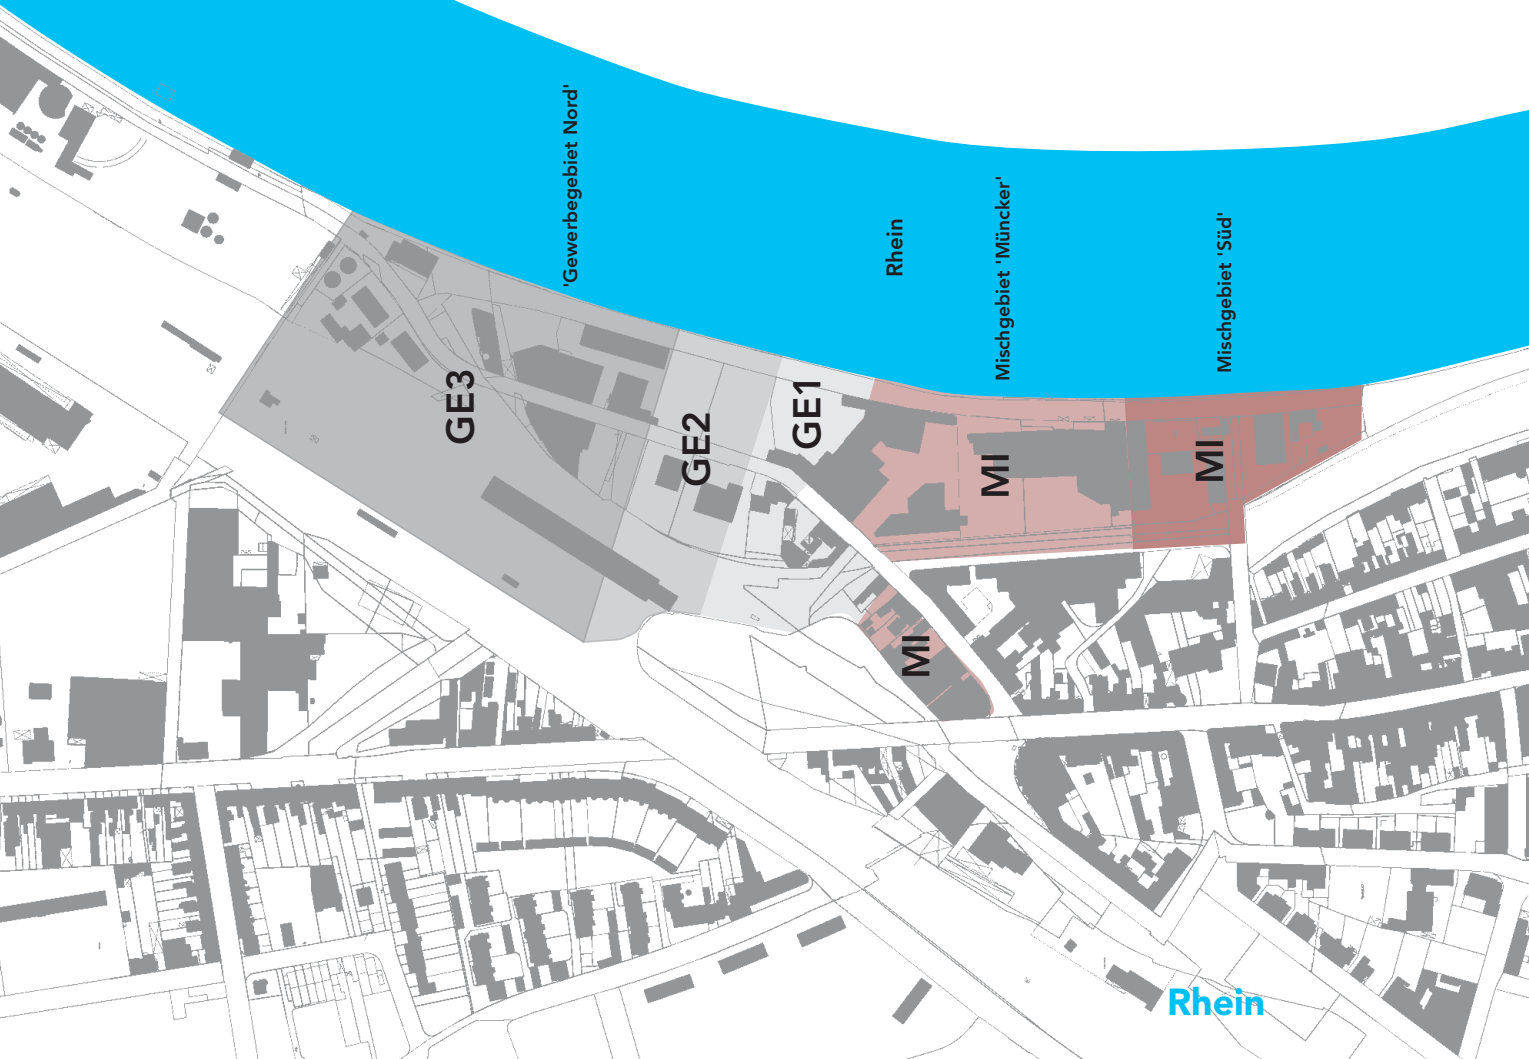 'Gewerbegebiet Nord'
Rhein
Mischgebiet 'Müncker'
Mischgebiet 'Süd'
GE3
GE2
GE1
MI
MI
MI
Rhein